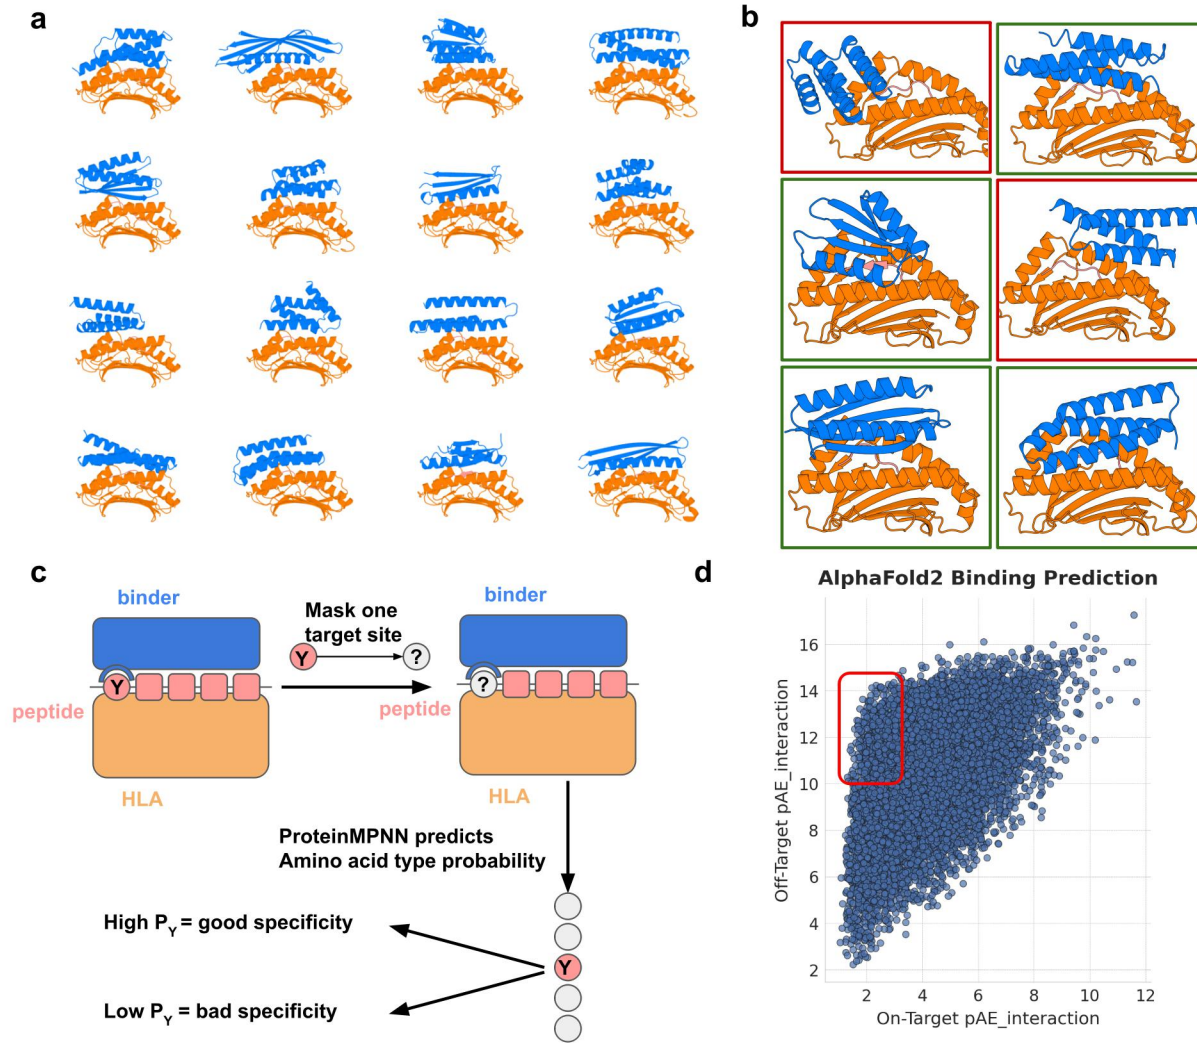 a
b
c
binder
Mask one
target site
Y
?
binder
Y
?
peptide
peptide
HLA
HLA
ProteinMPNN predicts
Amino acid type probability
High P_Y = good specificity
Y
Low P_Y = bad specificity
d
AlphaFold2 Binding Prediction
Off-Target pAE_interaction
16
14
12
10
8
6
4
2
2 4 6 8 10 12
On-Target pAE_interaction